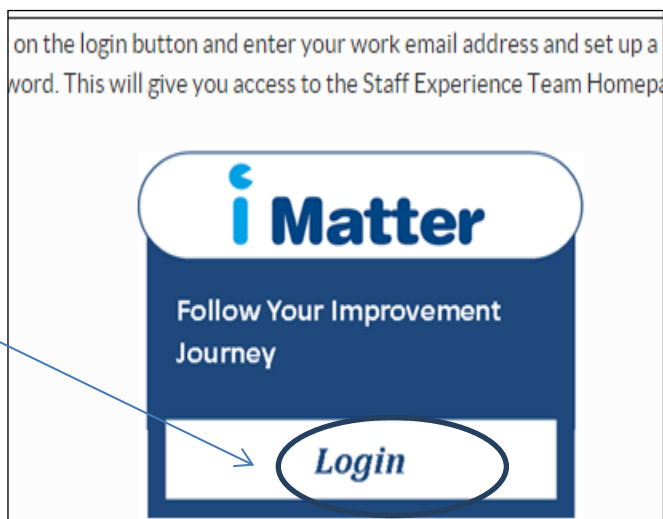 on the login button and enter your work email address and set up a
word. This will give you access to the Staff Experience Team Homepa
i Matter
Follow Your Improvement
Journey
Login